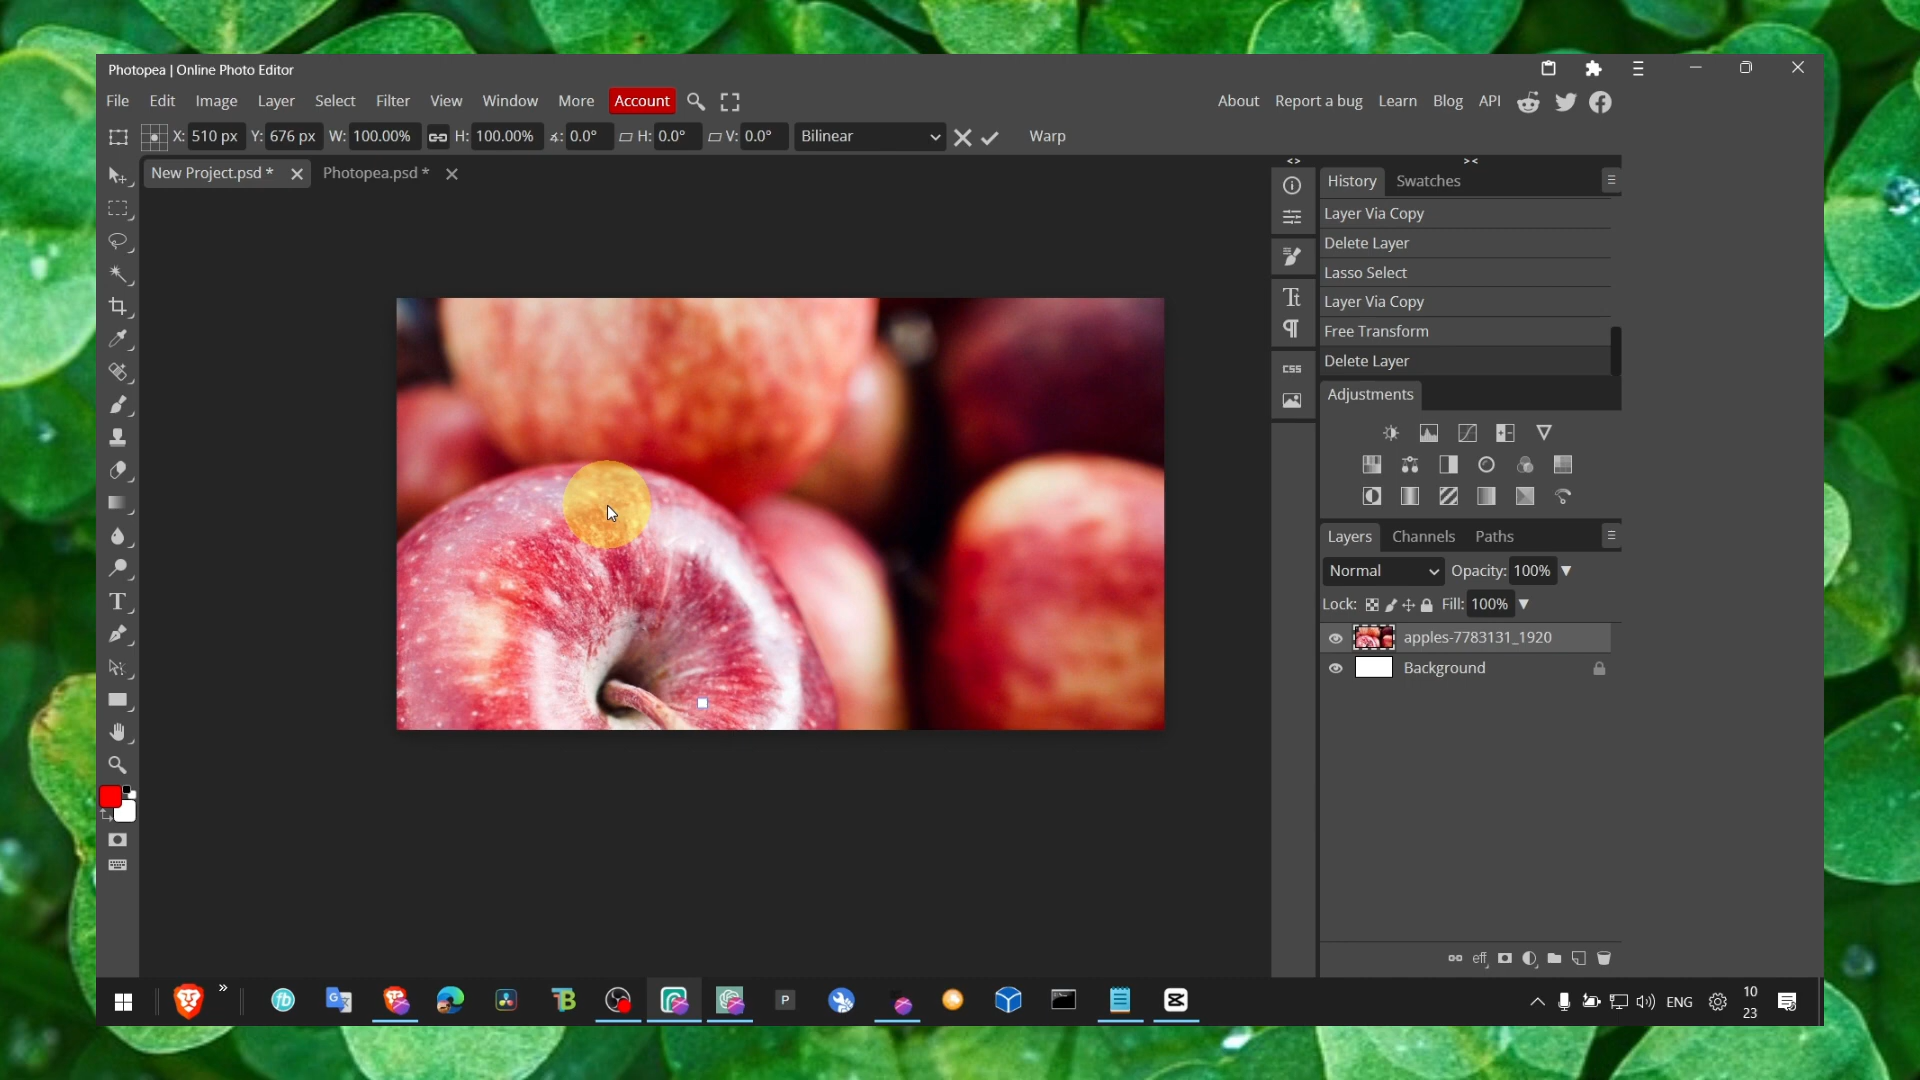 Photopea | Online Photo Editor
File Edit Image Layer Select Filter View Window More Account About Report a bug Learn Blog API
X: 510 px Y: 676 px W: 100.00% H: 100.00% ∡: 0.0° H: 0.0° V: 0.0° Bilinear Warp
New Project.psd * Photopea.psd *
History Swatches
Layer Via Copy
Delete Layer
Lasso Select
Layer Via Copy
Free Transform
Delete Layer
CSS
Adjustments
Layers Channels Paths
Normal Opacity: 100%
Lock: Fill: 100%
apples-7783131_1920
Background
eff
ENG
10
23